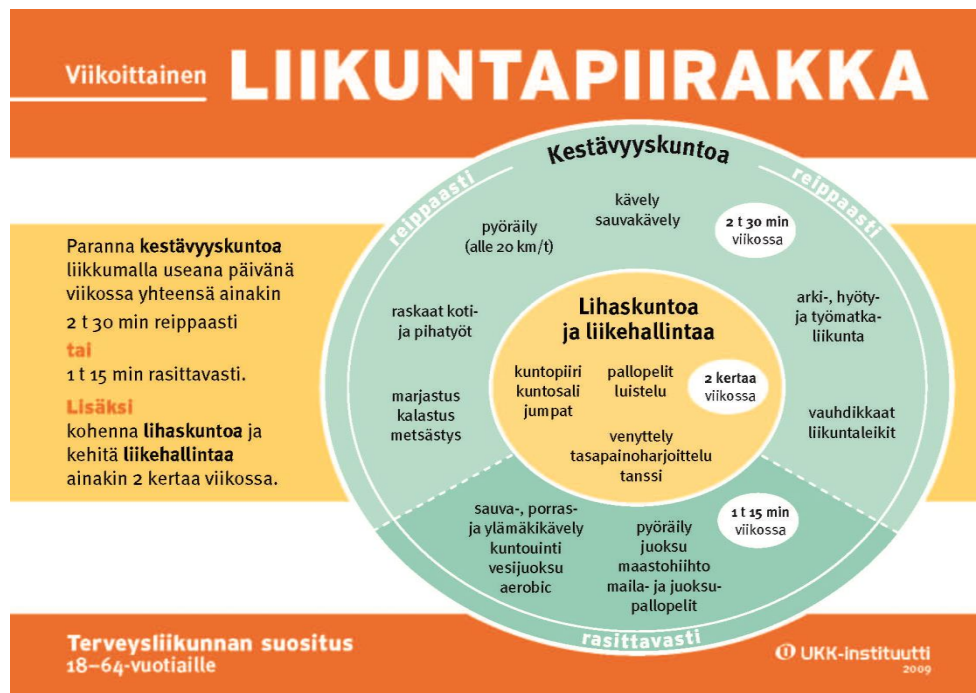 Viikoittainen LIIKUNTAPIIRAKKA
Paranna kestävyyskuntoa
liikkumalla useana päivänä
viikossa yhteensä ainakin
2 t 30 min reippaasti
tai
1 t 15 min rasittavasti.
Lisäksi
kohenna lihaskuntoa ja
kehitä liikehallintaa
ainakin 2 kertaa viikossa.
Kestävyyskuntoa
reippaasti
reippaasti
kävely
sauvakävely
2 t 30 min
viikossa
pyöräily
(alle 20 km/t)
raskaat koti-
ja pihatyöt
marjastus
kalastus
metsästys
arki-, hyöty-
ja työmatka-
liikunta
vauhdikkaat
liikuntaleikit
Lihaskuntoa
ja liikehallintaa
kuntopiiri
kuntosali
jumpat
pallopelit
luistelu
2 kertaa
viikossa
venyttely
tasapainoharjoittelu
tanssi
sauva-, porras-
ja ylämäkikävely
kuntouinti
vesijuoksu
aerobic
pyöräily
juoksu
maastohiihto
maila- ja juoksu-
pallopelit
1 t 15 min
viikossa
rasittavasti
Terveysliikunnan suositus
18–64-vuotiaille
UKK-instituutti
2009